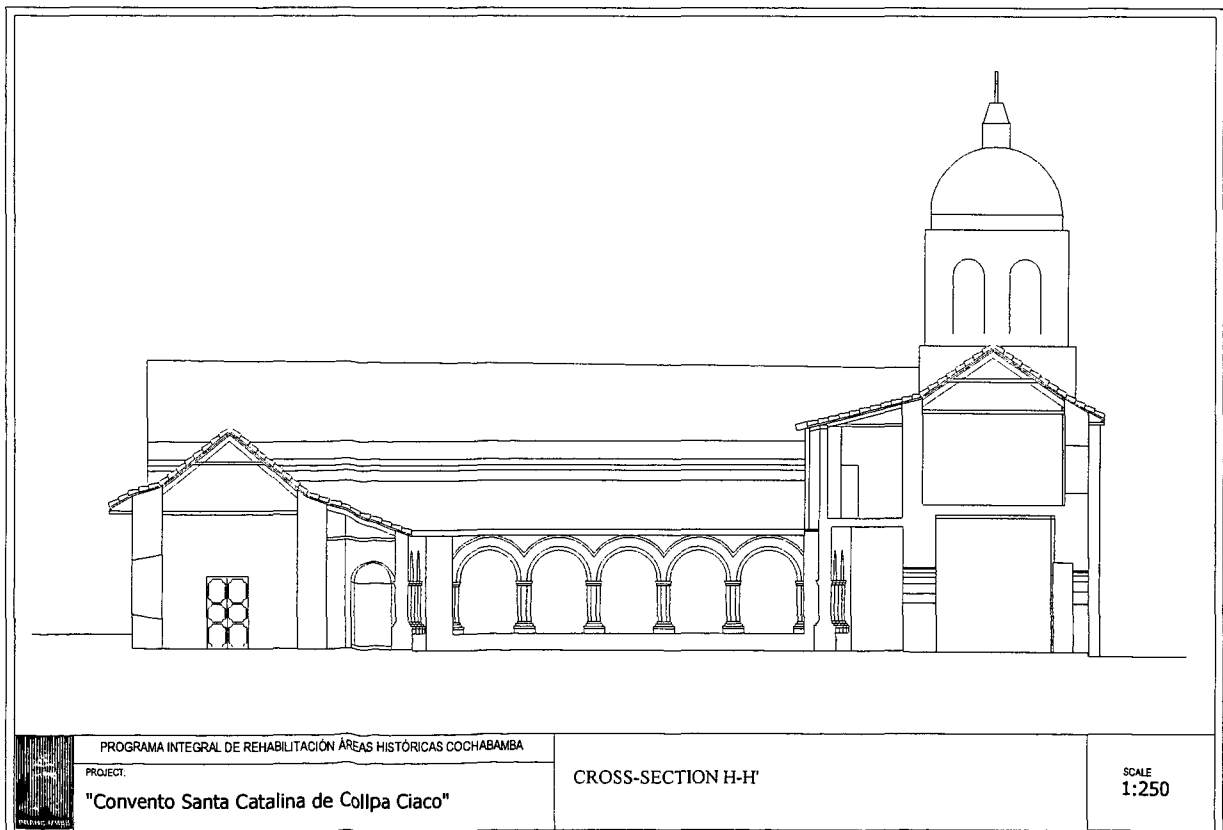 PROGRAMA INTEGRAL DE REHABILITACIÓN ÁREAS HISTÓRICAS COCHABAMBA
PROJECT:
"Convento Santa Catalina de Collpa Ciaco"
CROSS-SECTION H-H'
SCALE
1:250